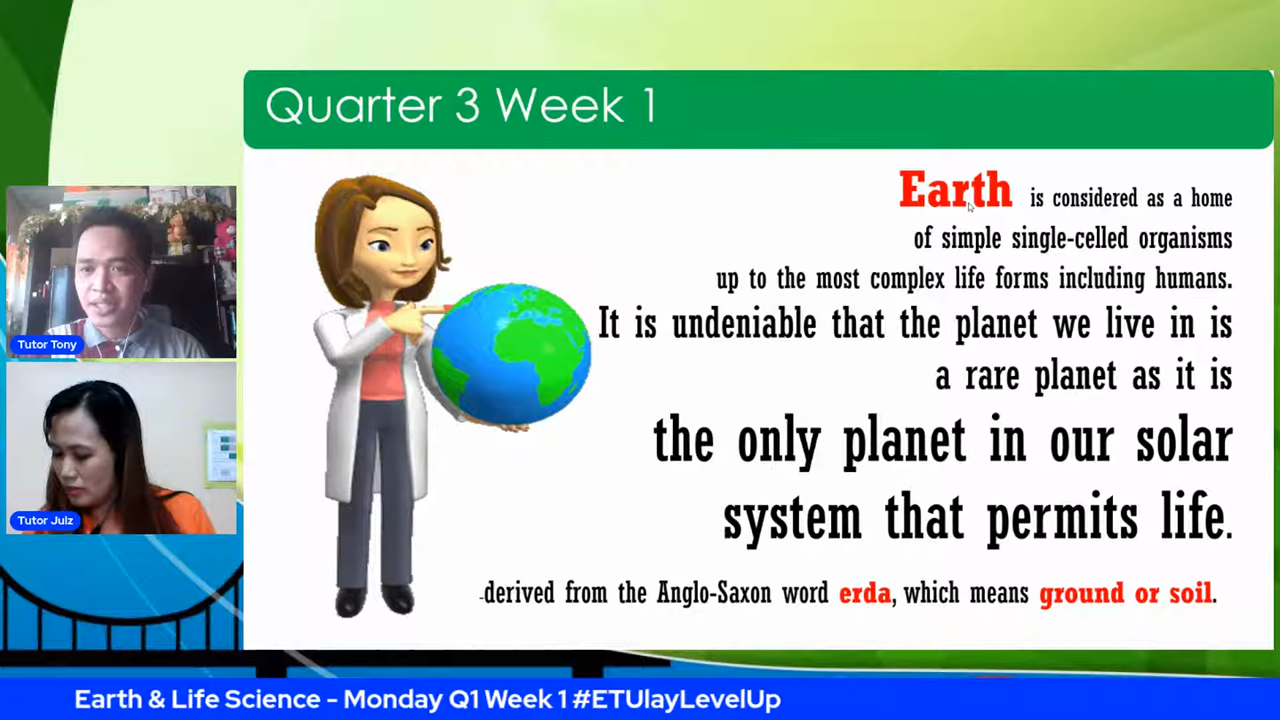 Quarter 3 Week 1
Earth is considered as a home
of simple single-celled organisms
up to the most complex life forms including humans.
It is undeniable that the planet we live in is
a rare planet as it is
the only planet in our solar
system that permits life.
-derived from the Anglo-Saxon word erda, which means ground or soil.
Tutor Tony
Tutor Julz
Earth & Life Science - Monday Q1 Week 1 #ETUlayLevelUp